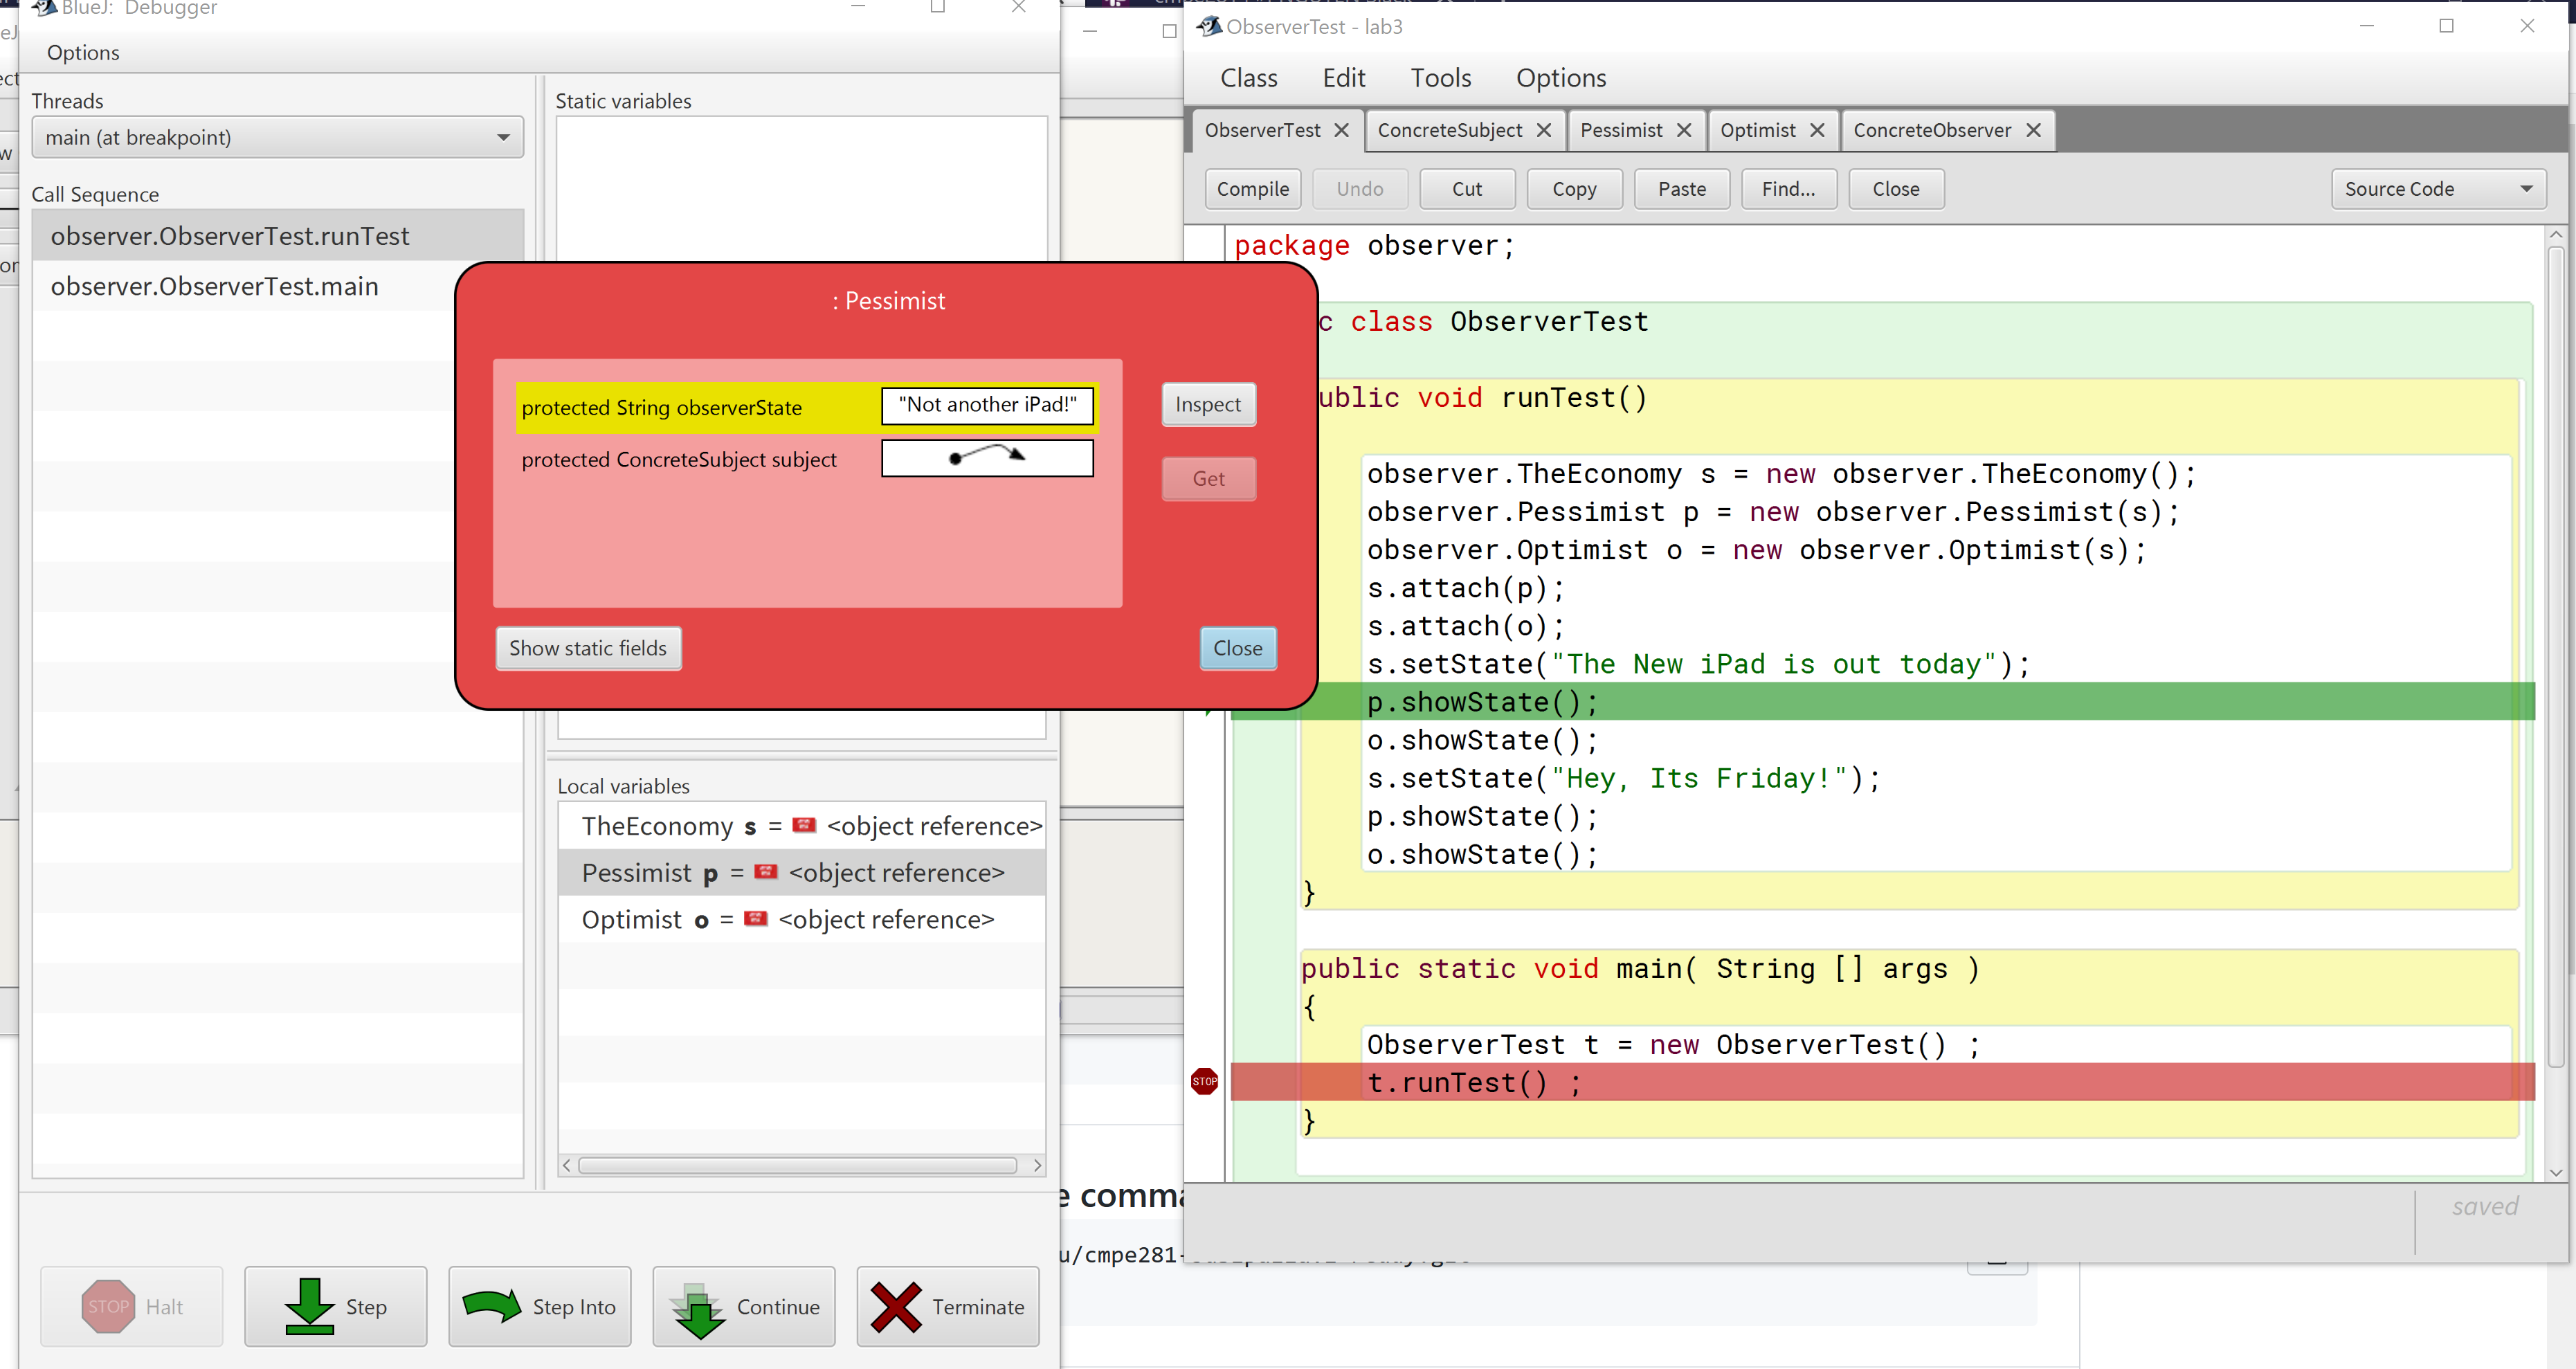 BlueJ: Debugger
Options
Threads
main (at breakpoint)
Call Sequence
observer.ObserverTest.runTest
observer.ObserverTest.main
Static variables
: Pessimist
protected String observerState
"Not another iPad!"
protected ConcreteSubject subject
Inspect
Get
Show static fields
Close
Local variables
TheEconomy s = <object reference>
Pessimist p = <object reference>
Optimist o = <object reference>
STOP Halt
Step
Step Into
Continue
Terminate
e comma
u/cmpe281-
ObserverTest - lab3
Class Edit Tools Options
ObserverTest ConcreteSubject Pessimist Optimist ConcreteObserver
Compile Undo Cut Copy Paste Find... Close Source Code
package observer;
c class ObserverTest
ublic void runTest()
observer.TheEconomy s = new observer.TheEconomy();
observer.Pessimist p = new observer.Pessimist(s);
observer.Optimist o = new observer.Optimist(s);
s.attach(p);
s.attach(o);
s.setState("The New iPad is out today");
p.showState();
o.showState();
s.setState("Hey, Its Friday!");
p.showState();
o.showState();
}
public static void main( String [] args )
{
ObserverTest t = new ObserverTest() ;
STOP t.runTest() ;
}
saved